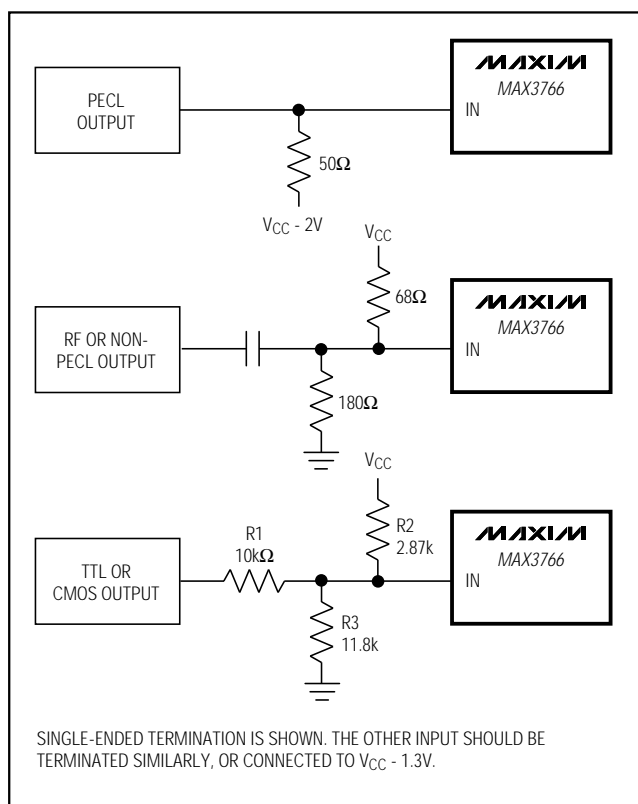 PECL
OUTPUT
50Ω
VCC - 2V
MAXIM
MAX3766
IN
RF OR NON-
PECL OUTPUT
VCC
68Ω
180Ω
MAXIM
MAX3766
IN
TTL OR
CMOS OUTPUT
R1
10kΩ
VCC
R2
2.87k
R3
11.8k
MAXIM
MAX3766
IN
SINGLE-ENDED TERMINATION IS SHOWN. THE OTHER INPUT SHOULD BE
TERMINATED SIMILARLY, OR CONNECTED TO VCC - 1.3V.